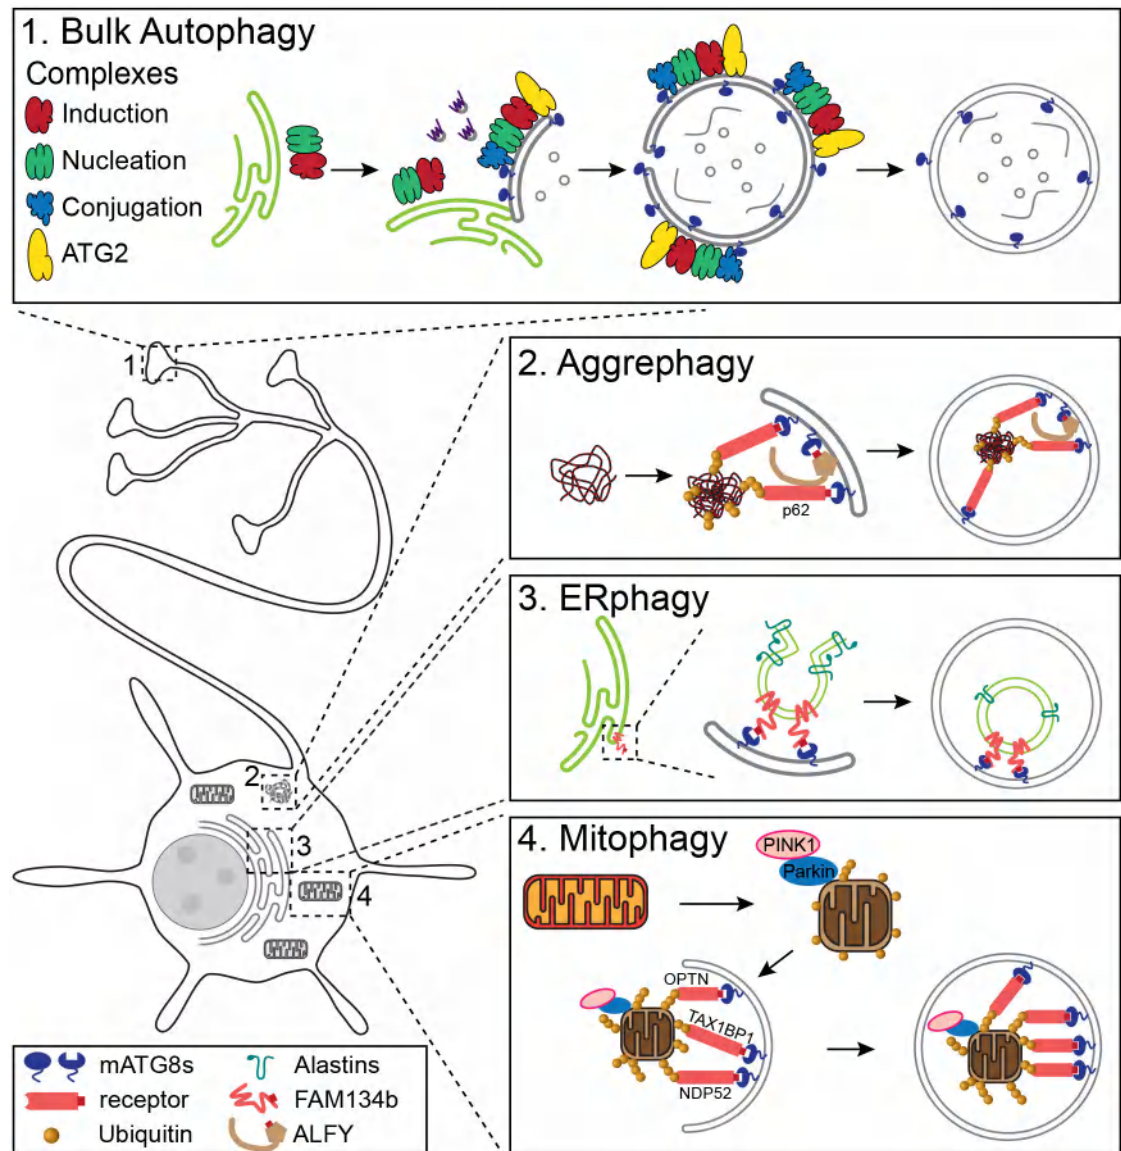 1. Bulk Autophagy
Complexes
Induction
Nucleation
Conjugation
ATG2
1
2. Aggrephagy
p62
3. ERphagy
2
3
4
4. Mitophagy
PINK1
Parkin
OPTN
TAX1BP1
NDP52
mATG8s
Alastins
receptor
FAM134b
Ubiquitin
ALFY